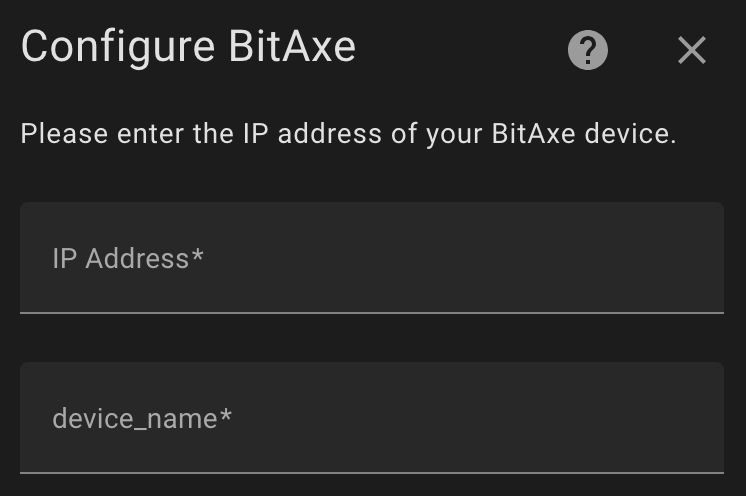 Configure BitAxe
Please enter the IP address of your BitAxe device.
IP Address*
device_name*